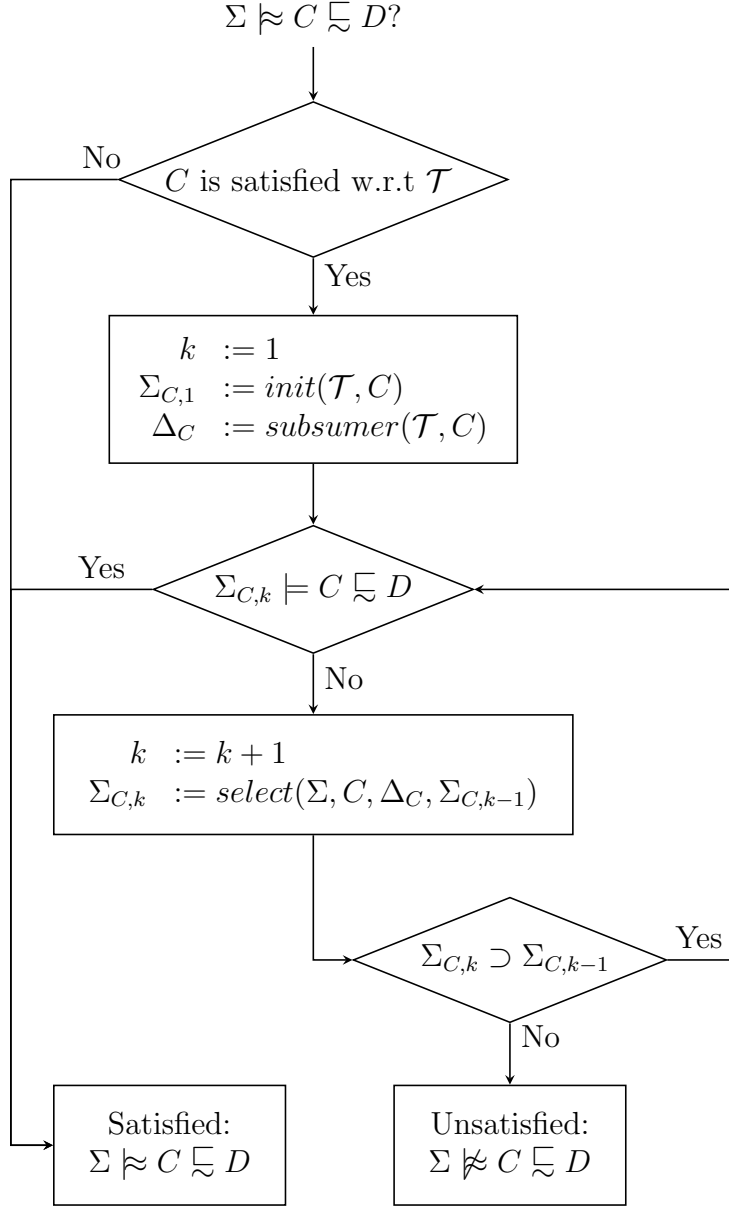 Σ |≈ C ⊏∼ D?
No
C is satisfied w.r.t 𝒯
Yes
k := 1
Σ_{C,1} := init(𝒯, C)
Δ_C := subsumer(𝒯, C)
Yes
Σ_{C,k} ⊨ C ⊏∼ D
No
k := k + 1
Σ_{C,k} := select(Σ, C, Δ_C, Σ_{C,k−1})
Σ_{C,k} ⊃ Σ_{C,k−1}
Yes
No
Satisfied:
Σ |≈ C ⊏∼ D
Unsatisfied:
Σ |≉ C ⊏∼ D